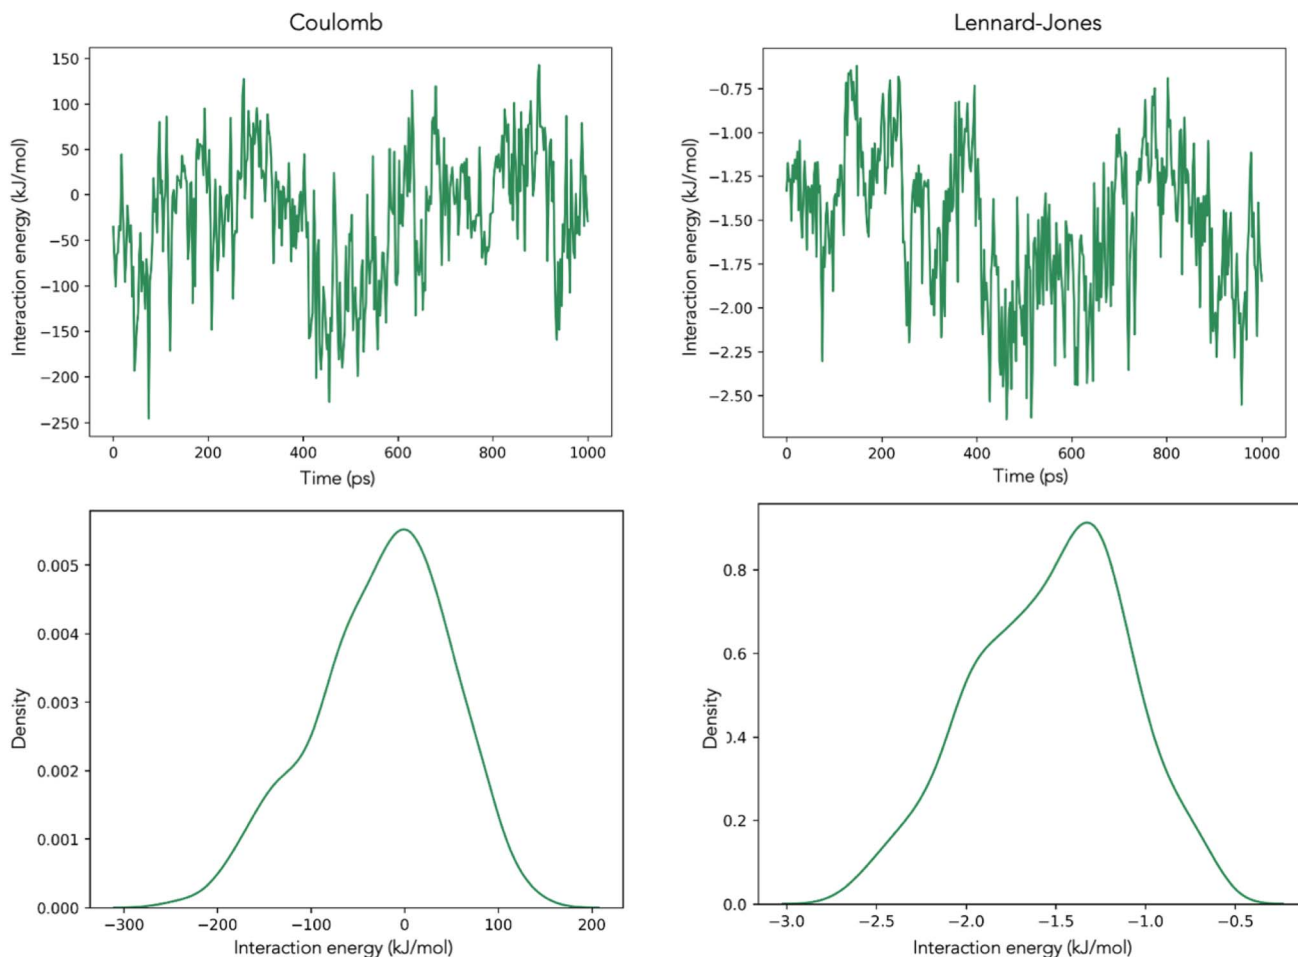 Coulomb
150
100
50
0
−50
−100
−150
−200
−250
Interaction energy (kJ/mol)
0 200 400 600 800 1000
Time (ps)
Lennard-Jones
−0.75
−1.00
−1.25
−1.50
−1.75
−2.00
−2.25
−2.50
Interaction energy (kJ/mol)
0 200 400 600 800 1000
Time (ps)
0.005
0.004
0.003
0.002
0.001
0.000
Density
−300 −200 −100 0 100 200
Interaction energy (kJ/mol)
0.8
0.6
.4
0.2
0.0
Density
−3.0 −2.5 −2.0 −1.5 −1.0 −0.5
Interaction energy (kJ/mol)